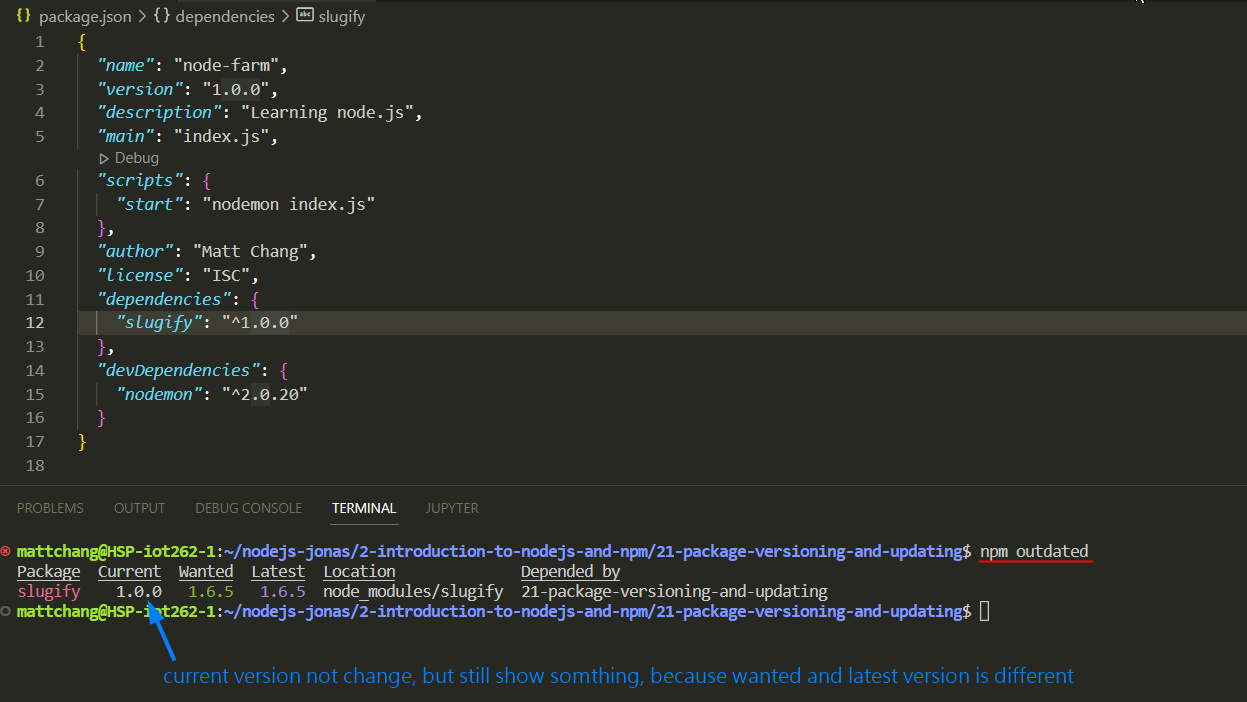 package.json > {} dependencies > abc slugify
1 {
2 "name": "node-farm",
3 "version": "1.0.0",
4 "description": "Learning node.js",
5 "main": "index.js",
Debug
6 "scripts": {
7 "start": "nodemon index.js"
8 },
9 "author": "Matt Chang",
10 "license": "ISC",
11 "dependencies": {
12 "slugify": "^1.0.0"
13 },
14 "devDependencies": {
15 "nodemon": "^2.0.20"
16 }
17 }
18
PROBLEMS OUTPUT DEBUG CONSOLE TERMINAL JUPYTER
mattchang@HSP-iot262-1:~/nodejs-jonas/2-introduction-to-nodejs-and-npm/21-package-versioning-and-updating$ npm outdated
Package Current Wanted Latest Location Depended by
slugify 1.0.0 1.6.5 1.6.5 node_modules/slugify 21-package-versioning-and-updating
mattchang@HSP-iot262-1:~/nodejs-jonas/2-introduction-to-nodejs-and-npm/21-package-versioning-and-updating$
current version not change, but still show somthing, because wanted and latest version is different